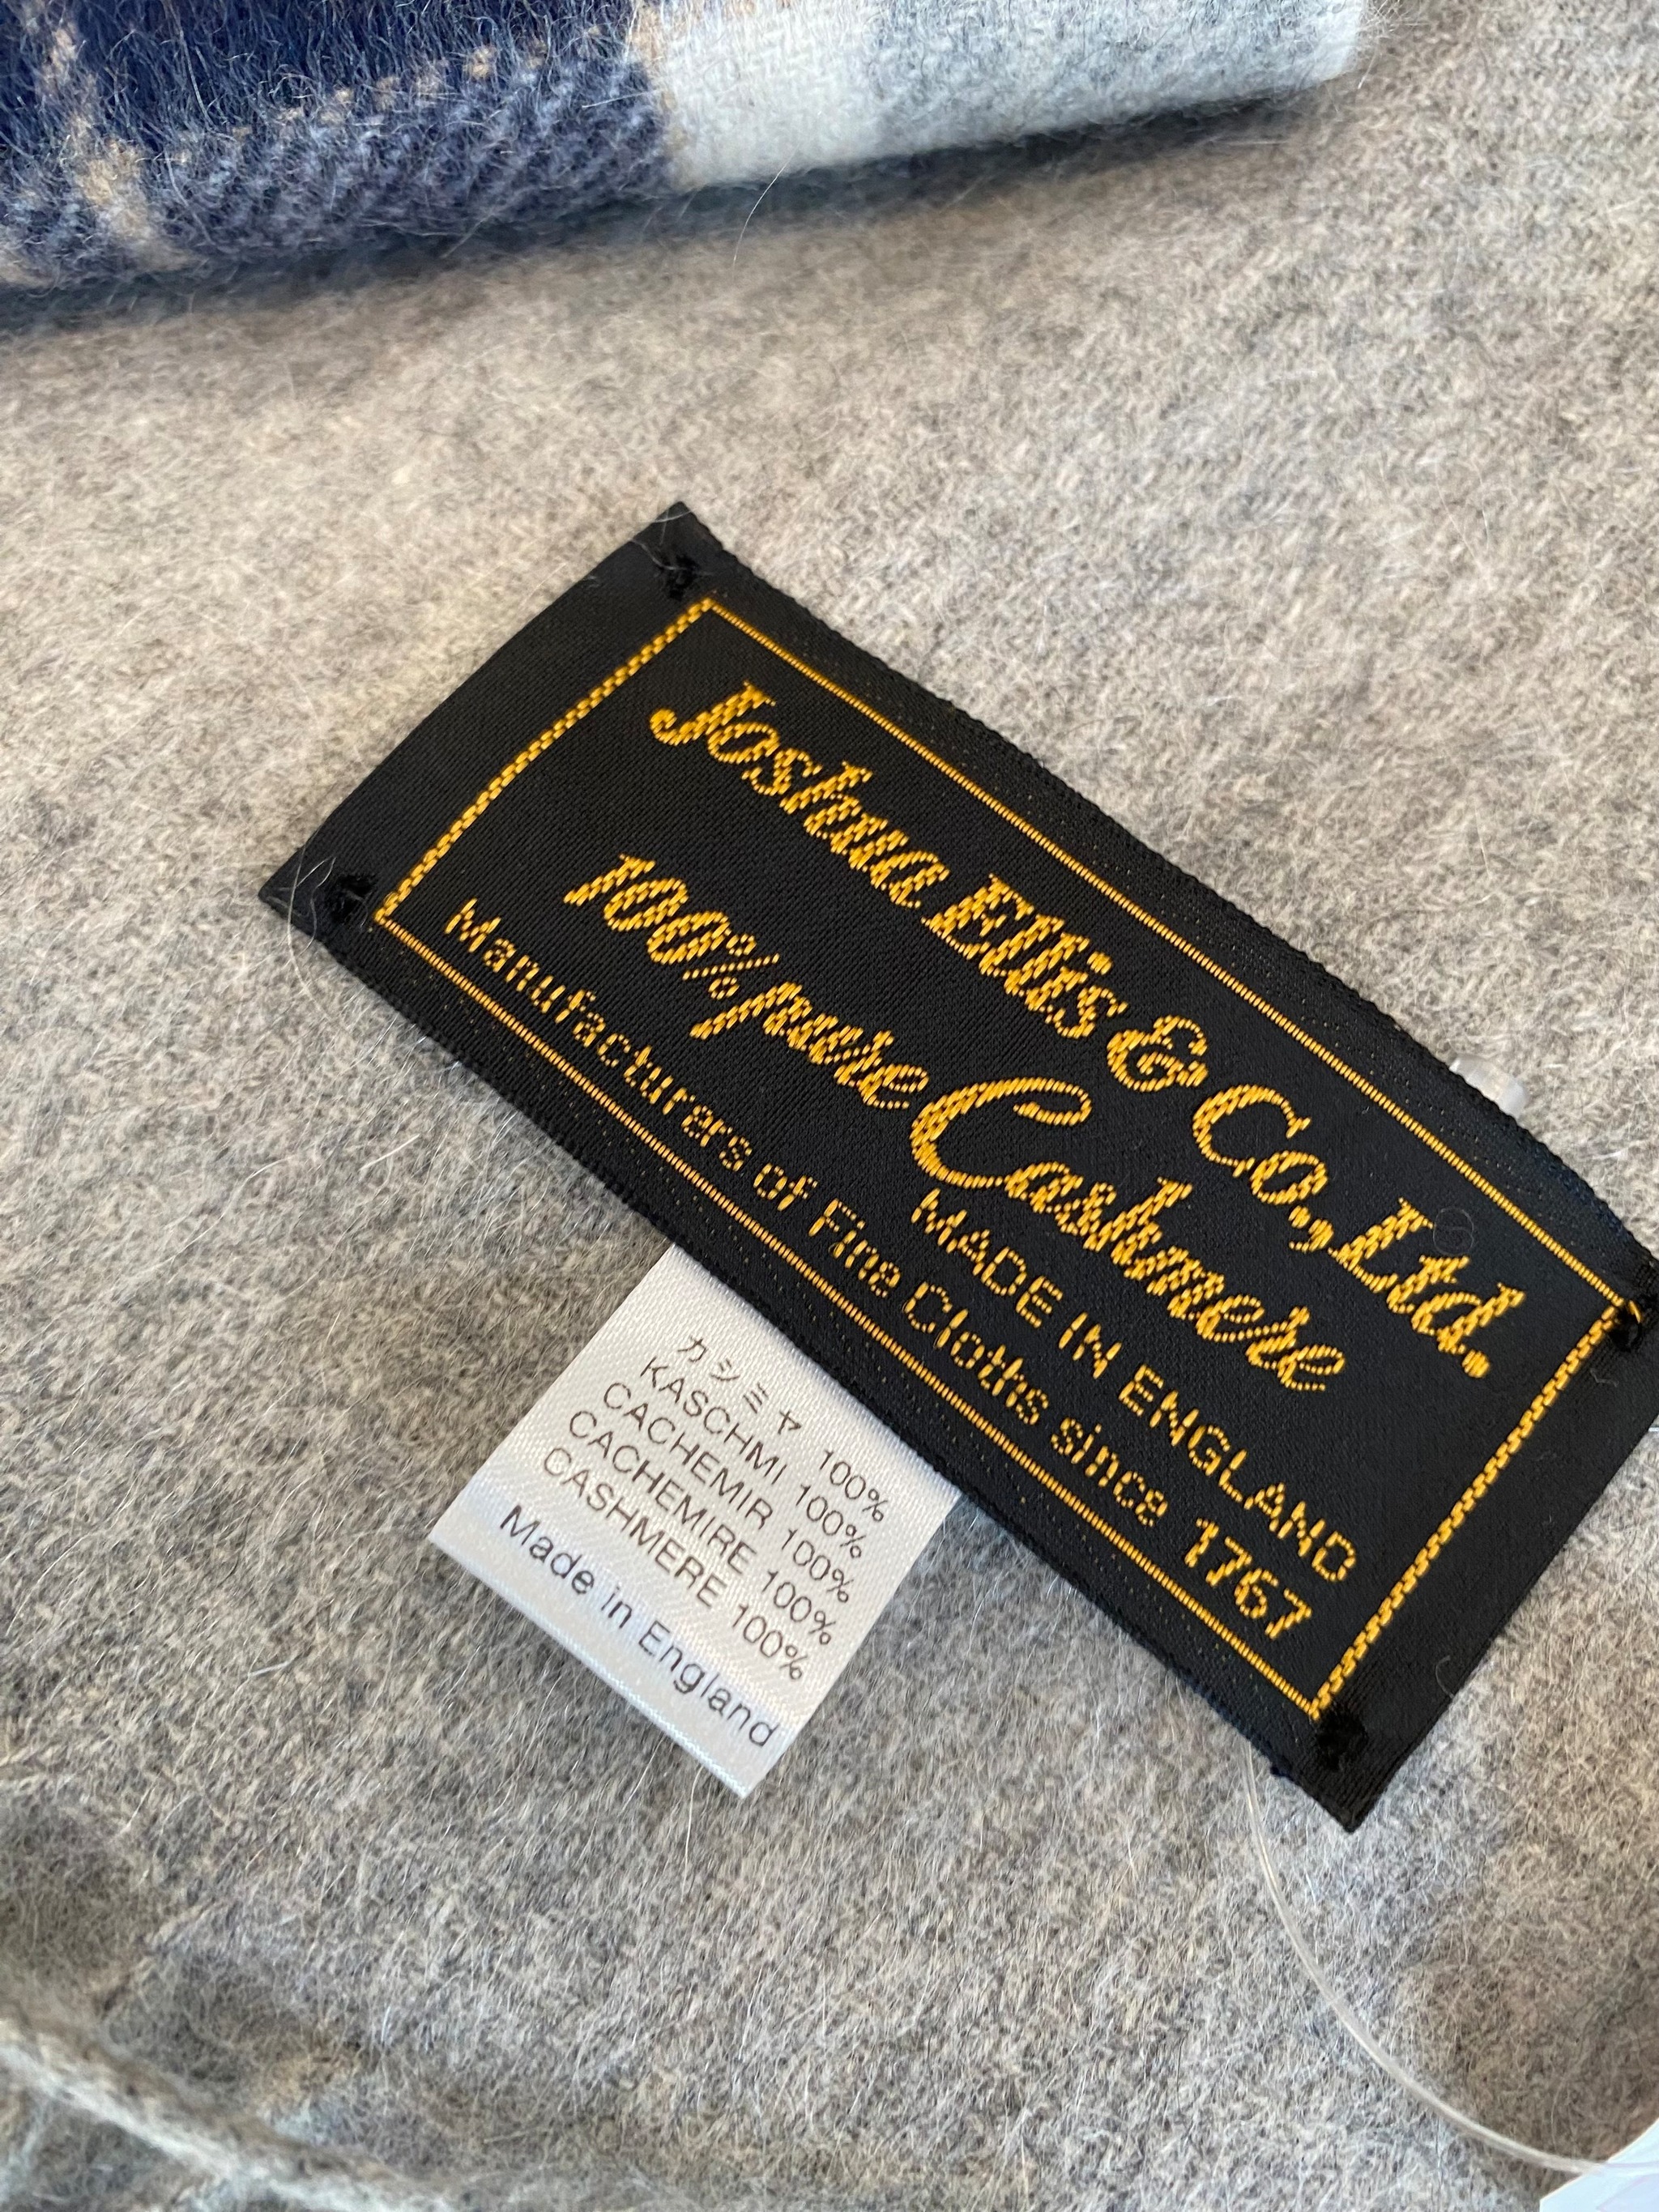 Joshua Ellis & Co., Ltd.
100% pure Cashmere
MADE IN ENGLAND
Manufacturers of Fine Cloths since 1767
カシミヤ 100%
KASCHMI 100%
CACHEMIR 100%
CACHEMIRE 100%
CASHMERE 100%
Made in England